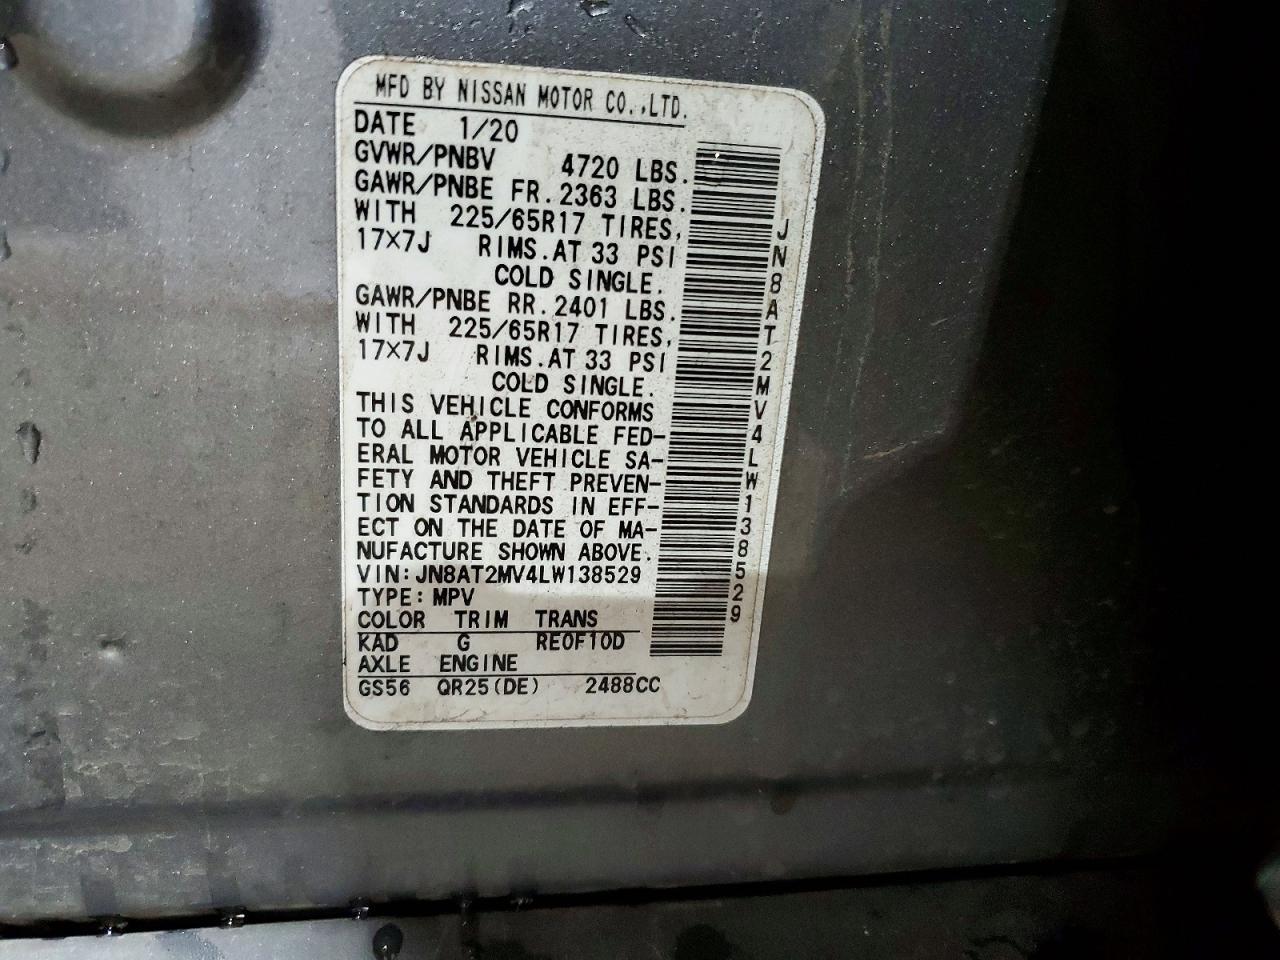 MFD BY NISSAN MOTOR CO.,LTD.
DATE 1/20
GVWR/PNBV 4720 LBS.
GAWR/PNBE FR. 2363 LBS.
WITH 225/65R17 TIRES,
17×7J RIMS. AT 33 PSI
COLD SINGLE.
GAWR/PNBE RR. 2401 LBS.
WITH 225/65R17 TIRES,
17×7J RIMS. AT 33 PSI
COLD SINGLE.
THIS VEHICLE CONFORMS
TO ALL APPLICABLE FED-
ERAL MOTOR VEHICLE SA-
FETY AND THEFT PREVEN-
TION STANDARDS IN EFF-
ECT ON THE DATE OF MA-
NUFACTURE SHOWN ABOVE.
VIN: JN8AT2MV4LW138529
TYPE: MPV
COLOR TRIM TRANS
KAD G RE0F10D
AXLE ENGINE
GS56 QR25(DE) 2488CC
JN8AT2MV4LW138529